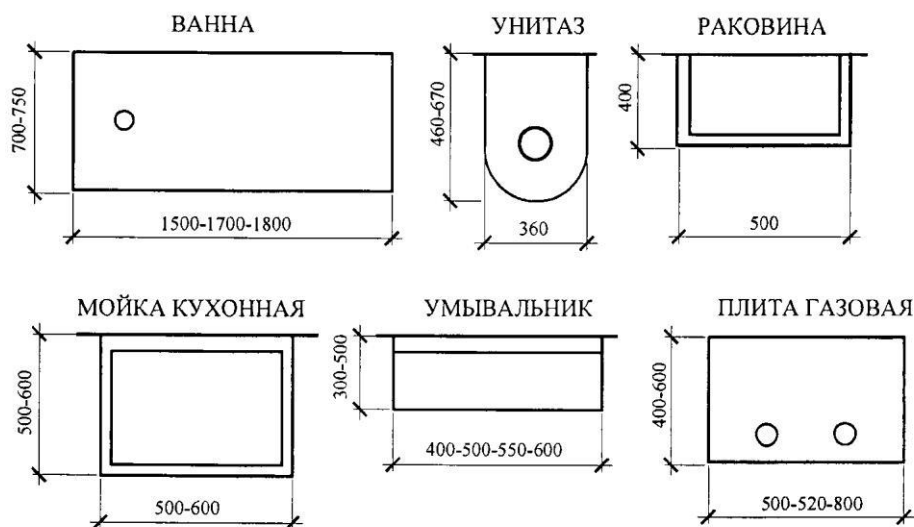 ВАННА
700-750
1500-1700-1800
УНИТАЗ
460-670
360
РАКОВИНА
400
500
МОЙКА КУХОННАЯ
500-600
500-600
УМЫВАЛЬНИК
300-500
400-500-550-600
ПЛИТА ГАЗОВАЯ
400-600
500-520-800